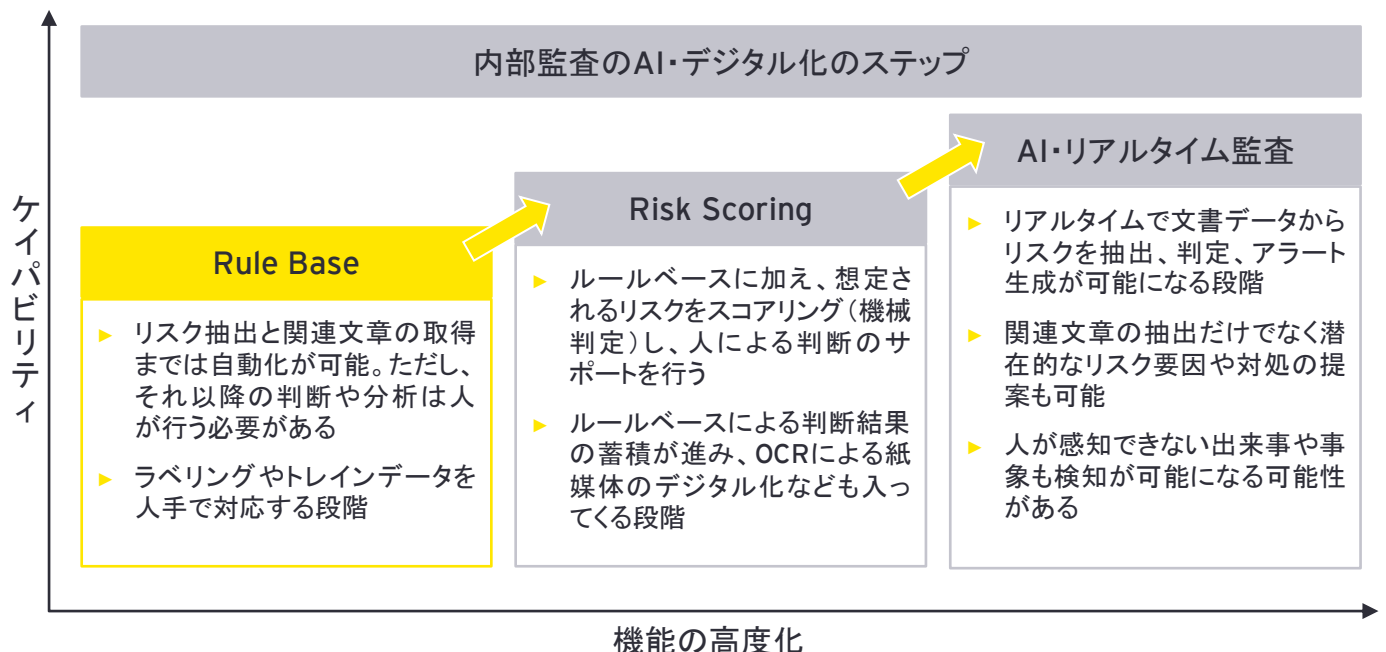 内部監査のAI・デジタル化のステップ
ケイパビリティ
Rule Base
► リスク抽出と関連文章の取得
までは自動化が可能。ただし、
それ以降の判断や分析は人
が行う必要がある
► ラベリングやトレインデータを
人手で対応する段階
Risk Scoring
► ルールベースに加え、想定さ
れるリスクをスコアリング(機械
判定)し、人による判断のサ
ポートを行う
► ルールベースによる判断結果
の蓄積が進み、OCRによる紙
媒体のデジタル化なども入っ
てくる段階
AI・リアルタイム監査
► リアルタイムで文書データから
リスクを抽出、判定、アラート
生成が可能になる段階
► 関連文章の抽出だけでなく潜
在的なリスク要因や対処の提
案も可能
► 人が感知できない出来事や事
象も検知が可能になる可能性
がある
機能の高度化